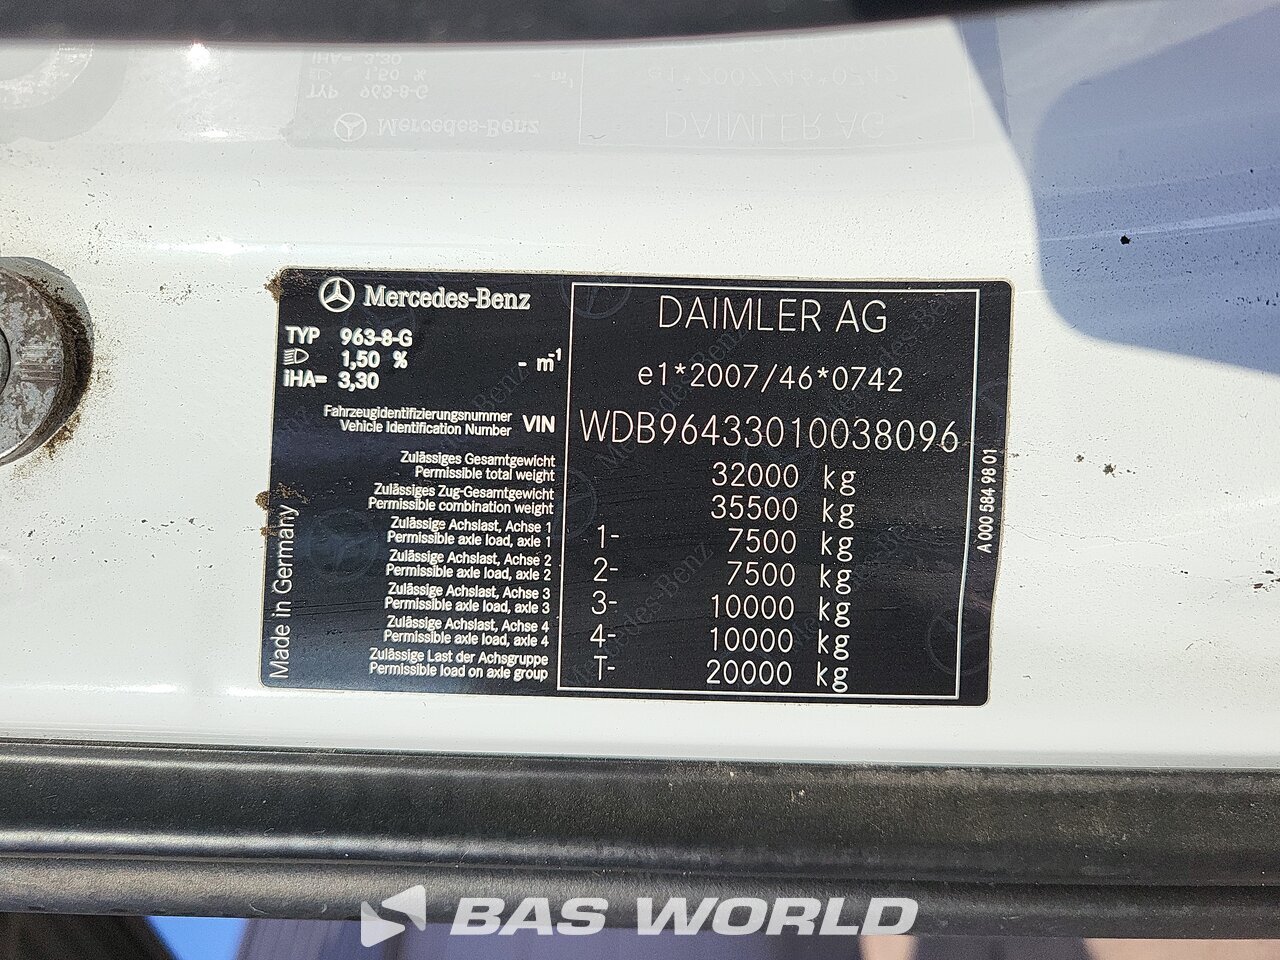 Mercedes-Benz
TYP 963-8-G
1,50 % - m-1
iHA= 3,30
DAIMLER AG
e1*2007/46*0742
Fahrzeugidentifizierungsnummer
Vehicle Identification Number VIN WDB96433010038096
Zulässiges Gesamtgewicht
Permissible total weight 32000 kg
Zulässiges Zug-Gesamtgewicht
Permissible combination weight 35500 kg
Zulässige Achslast, Achse 1
Permissible axle load, axle 1 1- 7500 kg
Zulässige Achslast, Achse 2
Permissible axle load, axle 2 2- 7500 kg
Zulässige Achslast, Achse 3
Permissible axle load, axle 3 3- 10000 kg
Zulässige Achslast, Achse 4
Permissible axle load, axle 4 4- 10000 kg
Zulässige Last der Achsgruppe
Permissible load on axle group T- 20000 kg
Made in Germany
A 000 584 98 01
BAS WORLD